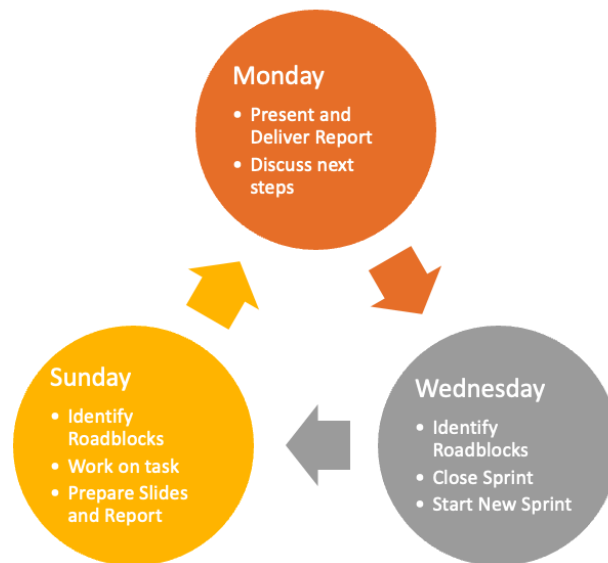 Monday
• Present and
Deliver Report
• Discuss next
steps
Wednesday
• Identify
Roadblocks
• Close Sprint
• Start New Sprint
Sunday
• Identify
Roadblocks
• Work on task
• Prepare Slides
and Report